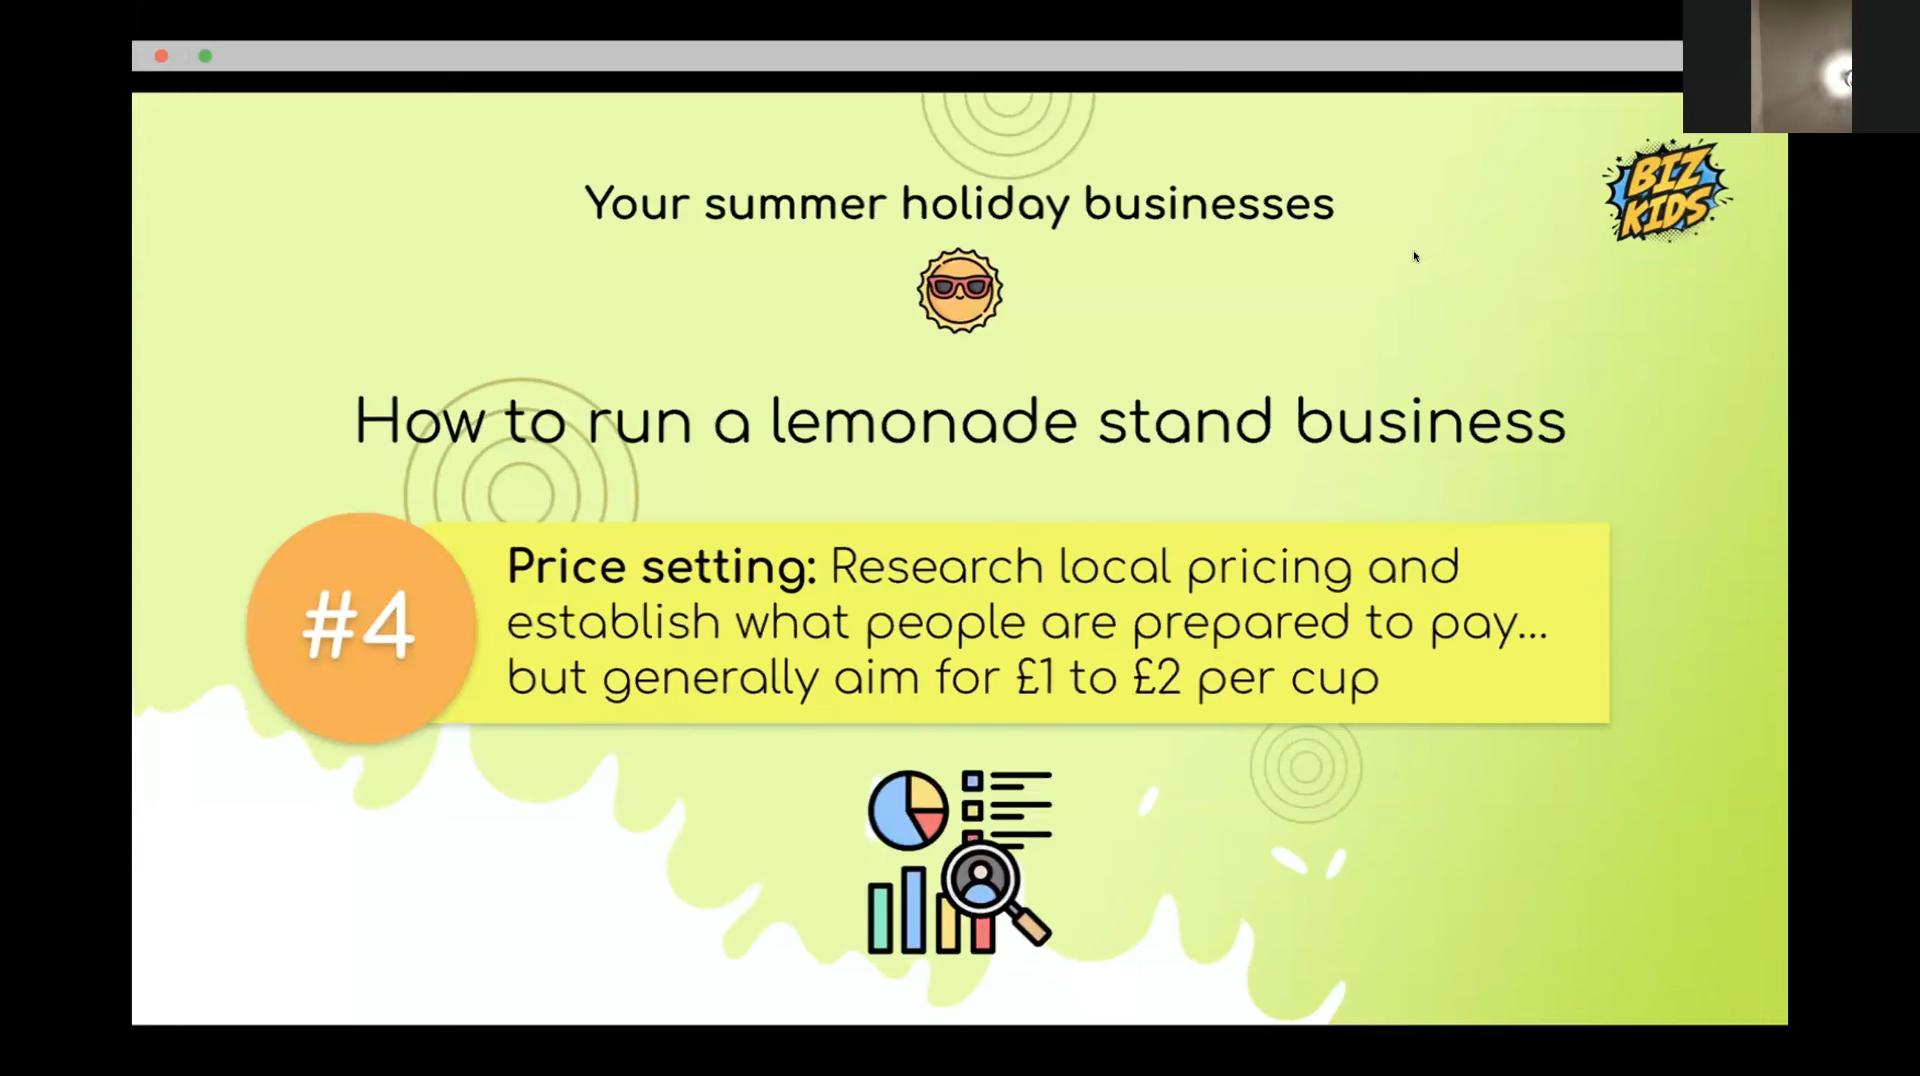 BIZ
KIDS
Your summer holiday businesses
How to run a lemonade stand business
#4
Price setting: Research local pricing and
establish what people are prepared to pay...
but generally aim for £1 to £2 per cup